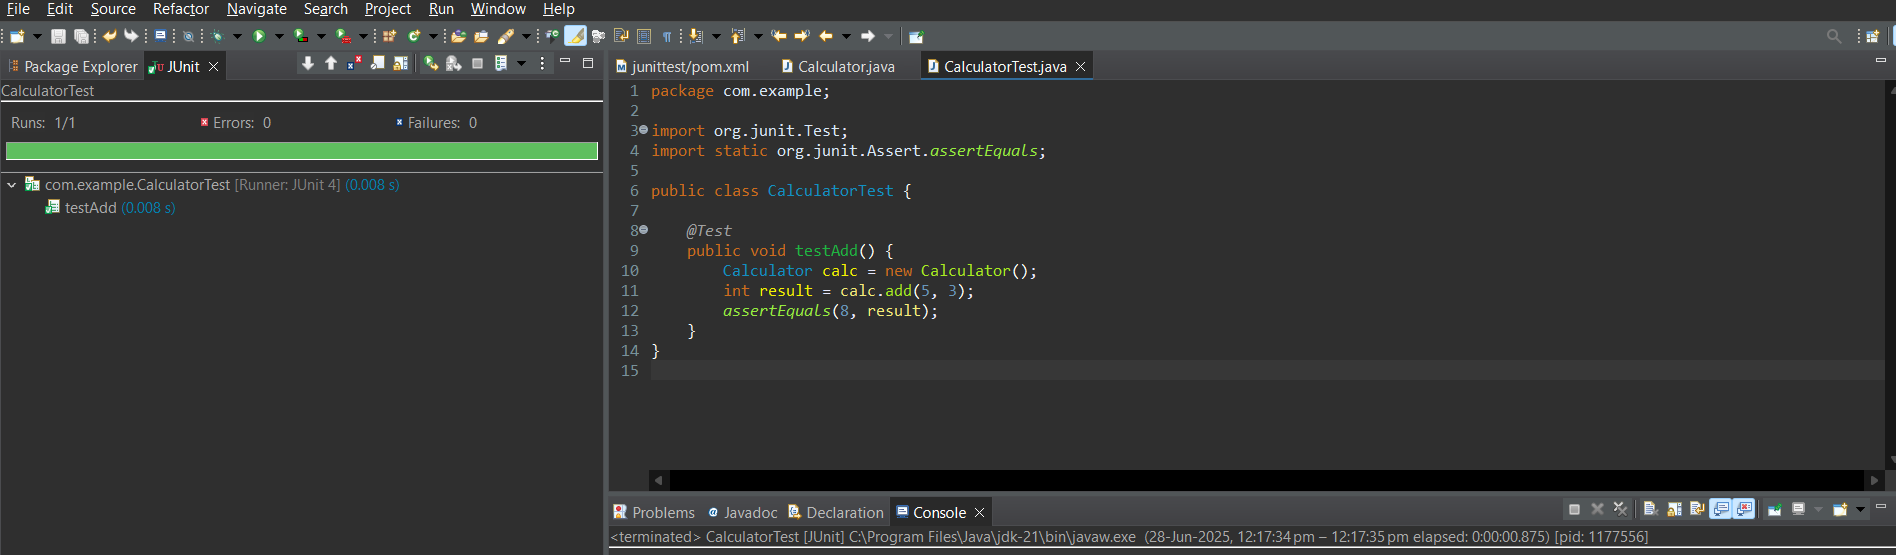 File Edit Source Refactor Navigate Search Project Run Window Help
Package Explorer JUnit
CalculatorTest
Runs: 1/1 Errors: 0 Failures: 0
com.example.CalculatorTest [Runner: JUnit 4] (0.008 s)
testAdd (0.008 s)
junittest/pom.xml Calculator.java CalculatorTest.java
1 package com.example;
2
3 import org.junit.Test;
4 import static org.junit.Assert.assertEquals;
5
6 public class CalculatorTest {
7
8 @Test
9 public void testAdd() {
10 Calculator calc = new Calculator();
11 int result = calc.add(5, 3);
12 assertEquals(8, result);
13 }
14 }
15
Problems Javadoc Declaration Console
<terminated> CalculatorTest [JUnit] C:\Program Files\Java\jdk-21\bin\javaw.exe (28-Jun-2025, 12:17:34 pm – 12:17:35 pm elapsed: 0:00:00.875) [pid: 1177556]